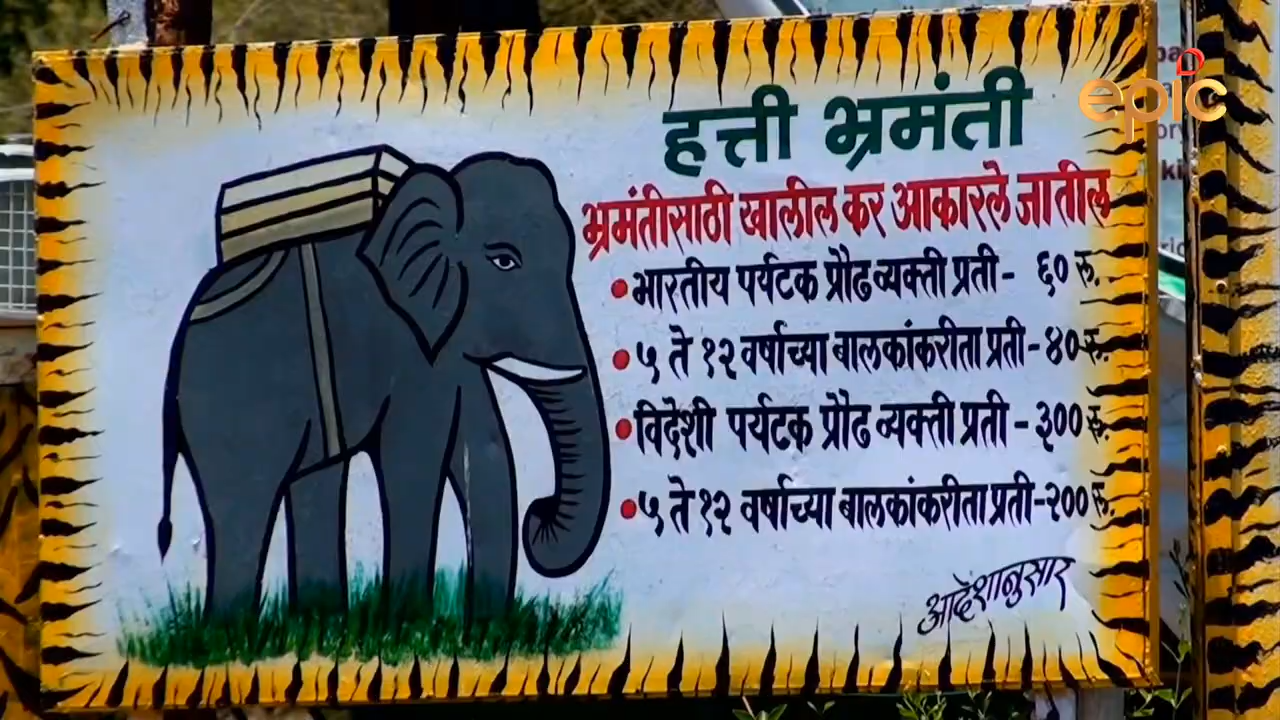 हत्ती भ्रमंती
भ्रमंतीसाठी खालील कर आकारले जातील
• भारतीय पर्यटक प्रौढ व्यक्ती प्रती - ६० रू.
• ५ ते १२ वर्षाच्या बालकांकरीता प्रती - ४० रू.
• विदेशी पर्यटक प्रौढ व्यक्ती प्रती - ३०० रू.
• ५ ते १२ वर्षाच्या बालकांकरीता प्रती - २०० रू.
आदेशानुसार
epic